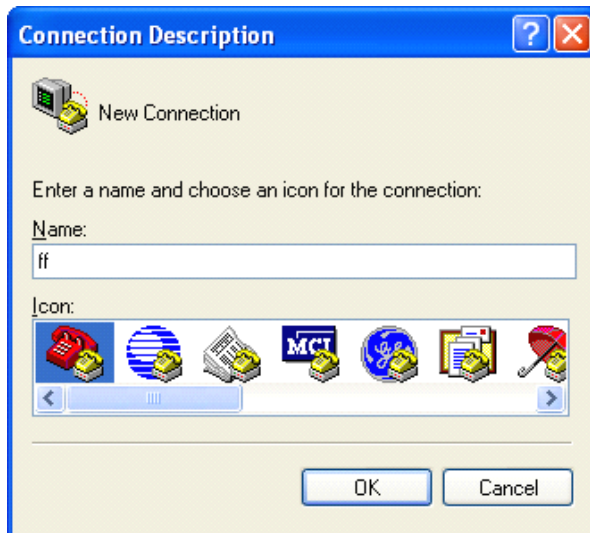 Connection Description
New Connection
Enter a name and choose an icon for the connection:
Name:
ff
Icon:
MCI
OK Cancel